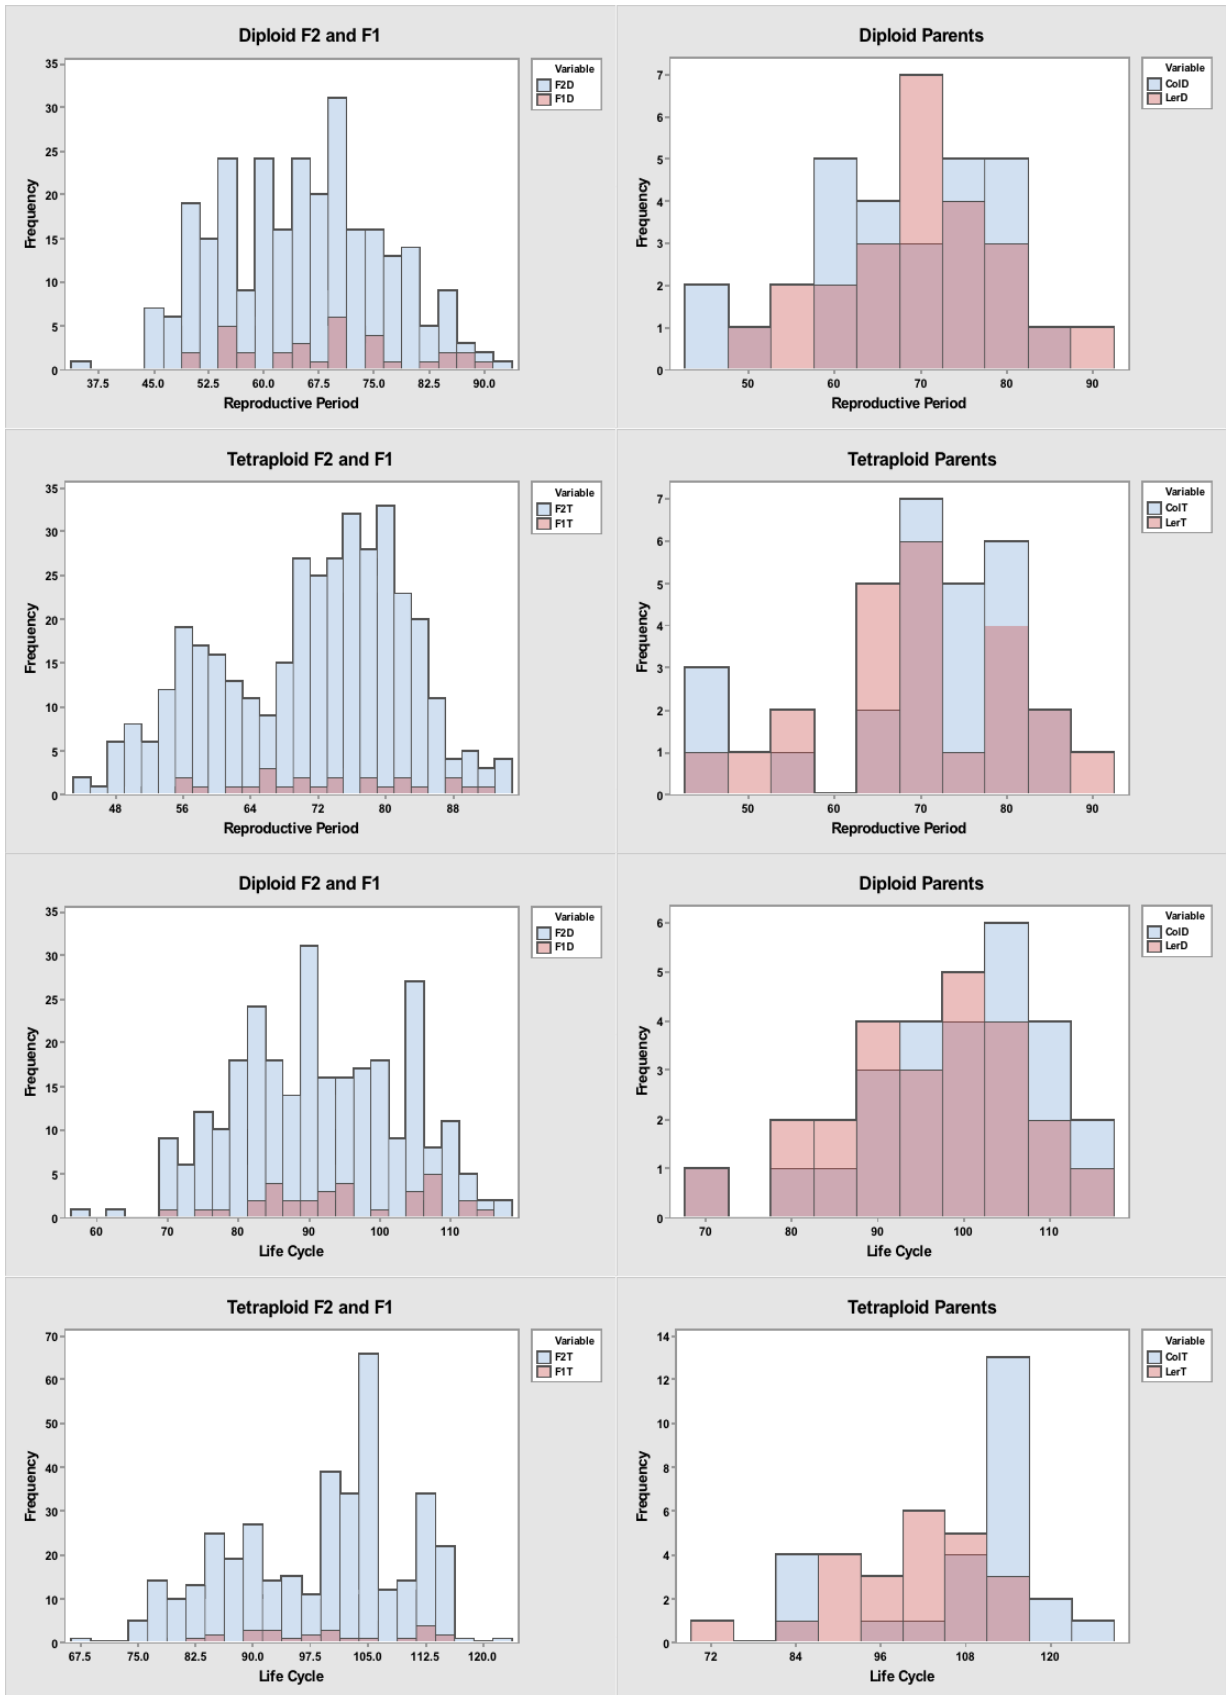 Diploid F2 and F1
Variable
F2D
F1D
Frequency
35
30
25
20
15
10
5
0
37.5 45.0 52.5 60.0 67.5 75.0 82.5 90.0
Reproductive Period
Diploid Parents
Variable
ColD
LerD
Frequency
7
6
5
4
3
2
1
0
50 60 70 80 90
Reproductive Period
Tetraploid F2 and F1
Variable
F2T
F1T
Frequency
35
30
25
20
15
10
5
0
48 56 64 72 80 88
Reproductive Period
Tetraploid Parents
Variable
ColT
LerT
Frequency
7
6
5
4
3
2
1
0
50 60 70 80 90
Reproductive Period
Diploid F2 and F1
Variable
F2D
F1D
Frequency
35
30
25
20
15
10
5
0
60 70 80 90 100 110
Life Cycle
Diploid Parents
Variable
ColD
LerD
Frequency
6
5
4
3
2
1
0
70 80 90 100 110
Life Cycle
Tetraploid F2 and F1
Variable
F2T
F1T
Frequency
70
60
50
40
30
20
10
0
67.5 75.0 82.5 90.0 97.5 105.0 112.5 120.0
Life Cycle
Tetraploid Parents
Variable
ColT
LerT
Frequency
14
12
10
8
6
4
2
0
72 84 96 108 120
Life Cycle